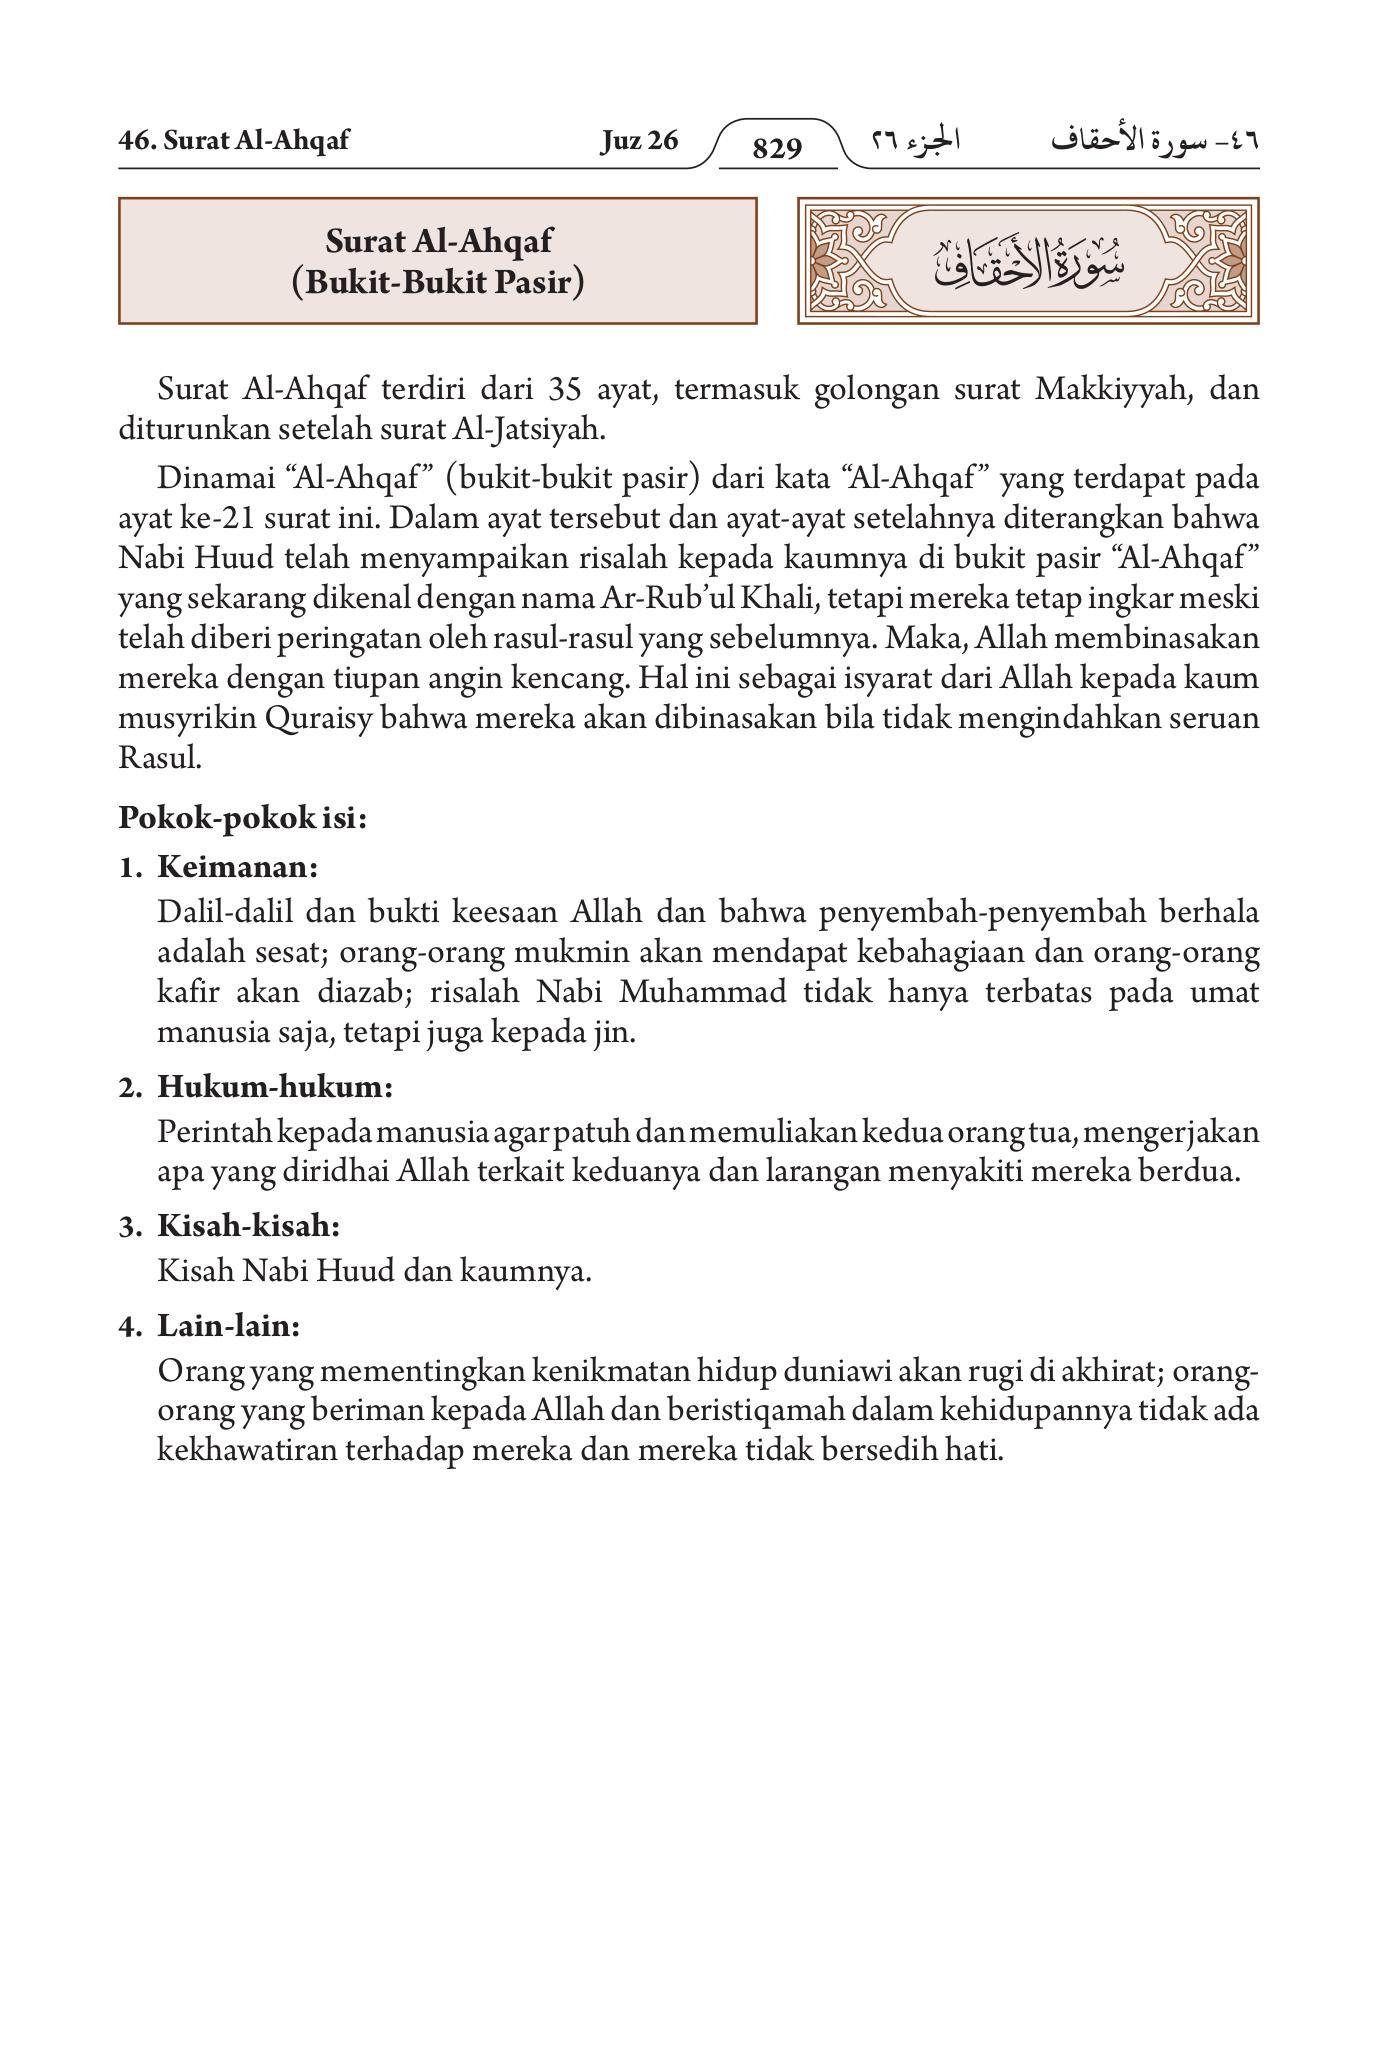 46. Surat Al-Ahqaf Juz 26 829 الجزء ٢٦ ٤٦- سورة الأحقاف
Surat Al-Ahqaf
(Bukit-Bukit Pasir)
سُورَةُ الأَحْقَافِ
Surat Al-Ahqaf terdiri dari 35 ayat, termasuk golongan surat Makkiyyah, dan
diturunkan setelah surat Al-Jatsiyah.
Dinamai “Al-Ahqaf” (bukit-bukit pasir) dari kata “Al-Ahqaf” yang terdapat pada
ayat ke-21 surat ini. Dalam ayat tersebut dan ayat-ayat setelahnya diterangkan bahwa
Nabi Huud telah menyampaikan risalah kepada kaumnya di bukit pasir “Al-Ahqaf”
yang sekarang dikenal dengan nama Ar-Rub’ul Khali, tetapi mereka tetap ingkar meski
telah diberi peringatan oleh rasul-rasul yang sebelumnya. Maka, Allah membinasakan
mereka dengan tiupan angin kencang. Hal ini sebagai isyarat dari Allah kepada kaum
musyrikin Quraisy bahwa mereka akan dibinasakan bila tidak mengindahkan seruan
Rasul.
Pokok-pokok isi:
1. Keimanan:
Dalil-dalil dan bukti keesaan Allah dan bahwa penyembah-penyembah berhala
adalah sesat; orang-orang mukmin akan mendapat kebahagiaan dan orang-orang
kafir akan diazab; risalah Nabi Muhammad tidak hanya terbatas pada umat
manusia saja, tetapi juga kepada jin.
2. Hukum-hukum:
Perintah kepada manusia agar patuh dan memuliakan kedua orang tua, mengerjakan
apa yang diridhai Allah terkait keduanya dan larangan menyakiti mereka berdua.
3. Kisah-kisah:
Kisah Nabi Huud dan kaumnya.
4. Lain-lain:
Orang yang mementingkan kenikmatan hidup duniawi akan rugi di akhirat; orang-
orang yang beriman kepada Allah dan beristiqamah dalam kehidupannya tidak ada
kekhawatiran terhadap mereka dan mereka tidak bersedih hati.